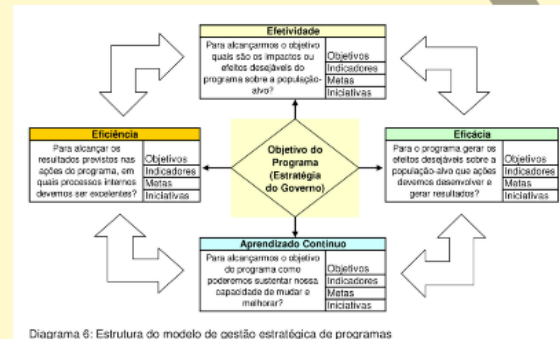 Efetividade
Para alcançarmos o objetivo
quais são os impactos ou
efeitos desejáveis do
programa sobre a população-
alvo?
Objetivos
Indicadores
Metas
Iniciativas
Eficiência
Para alcançar os
resultados previstos nas
ações do programa, em
quais processos internos
devemos ser excelentes?
Objetivos
Indicadores
Metas
Iniciativas
Objetivo do
Programa
(Estratégia
do Governo)
Eficácia
Para o programa gerar os
efeitos desejáveis sobre a
população-alvo que ações
devemos desenvolver e
gerar resultados?
Objetivos
Indicadores
Metas
Iniciativas
Aprendizado Contínuo
Para alcançarmos o objetivo
do programa como
poderemos sustentar nossa
capacidade de mudar e
melhorar?
Objetivos
Indicadores
Metas
Iniciativas
Diagrama 6: Estrutura do modelo de gestão estratégica de programas